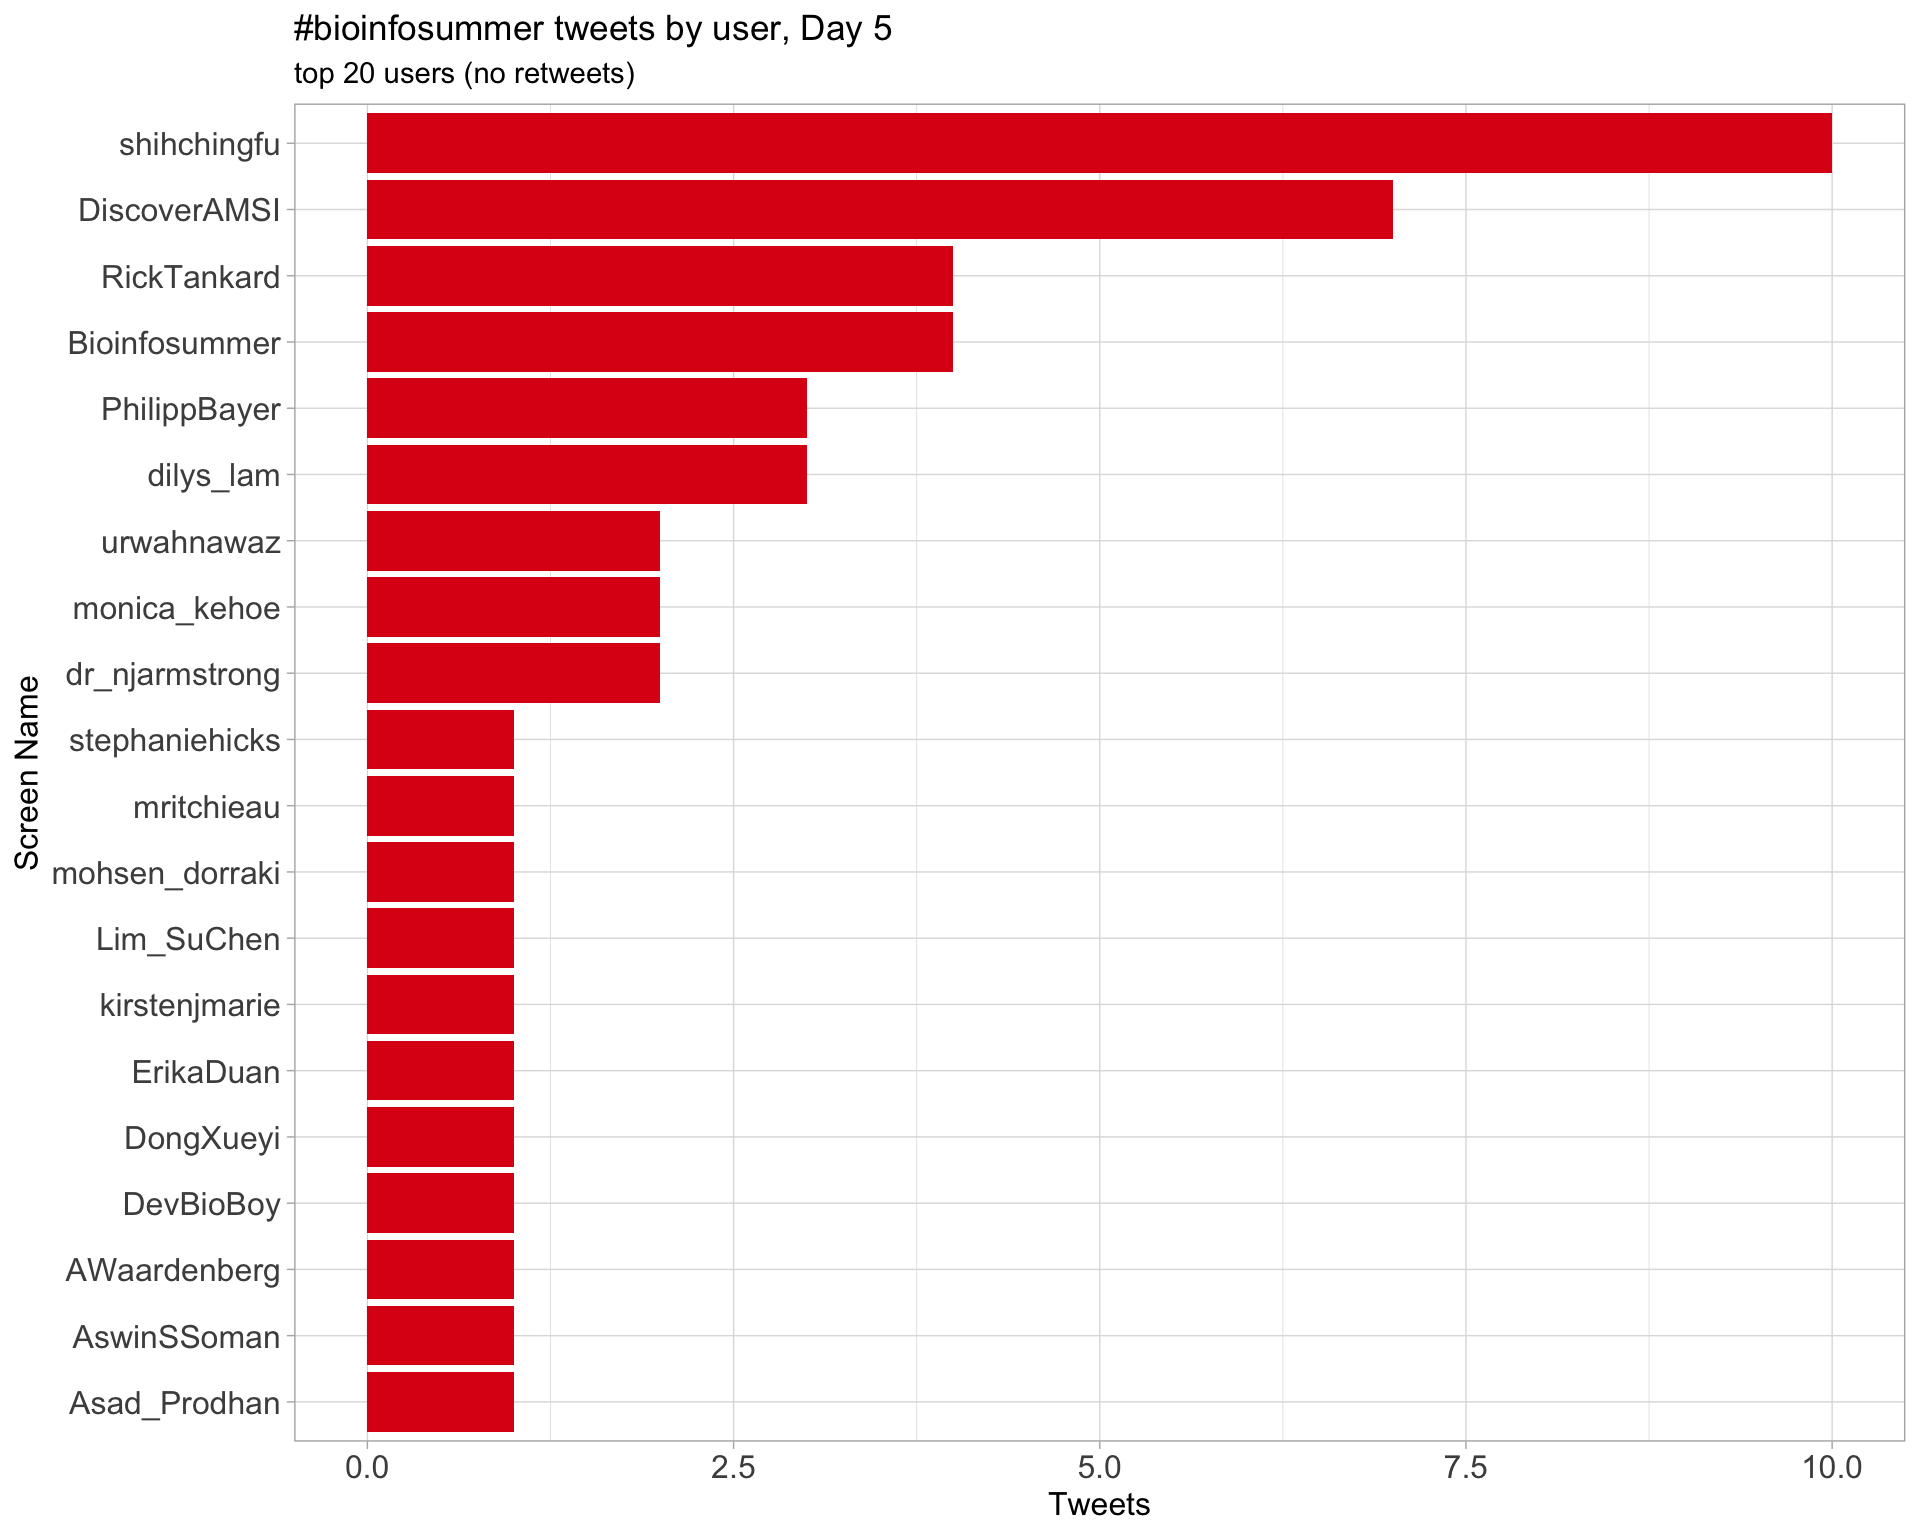 #bioinfosummer tweets by user, Day 5
top 20 users (no retweets)
shihchingfu
DiscoverAMSI
RickTankard
Bioinfosummer
PhilippBayer
dilys_lam
urwahnawaz
monica_kehoe
dr_njarmstrong
stephaniehicks
mritchieau
mohsen_dorraki
Lim_SuChen
kirstenjmarie
ErikaDuan
DongXueyi
DevBioBoy
AWaardenberg
AswinSSoman
Asad_Prodhan
Screen Name
0.0 2.5 5.0 7.5 10.0
Tweets